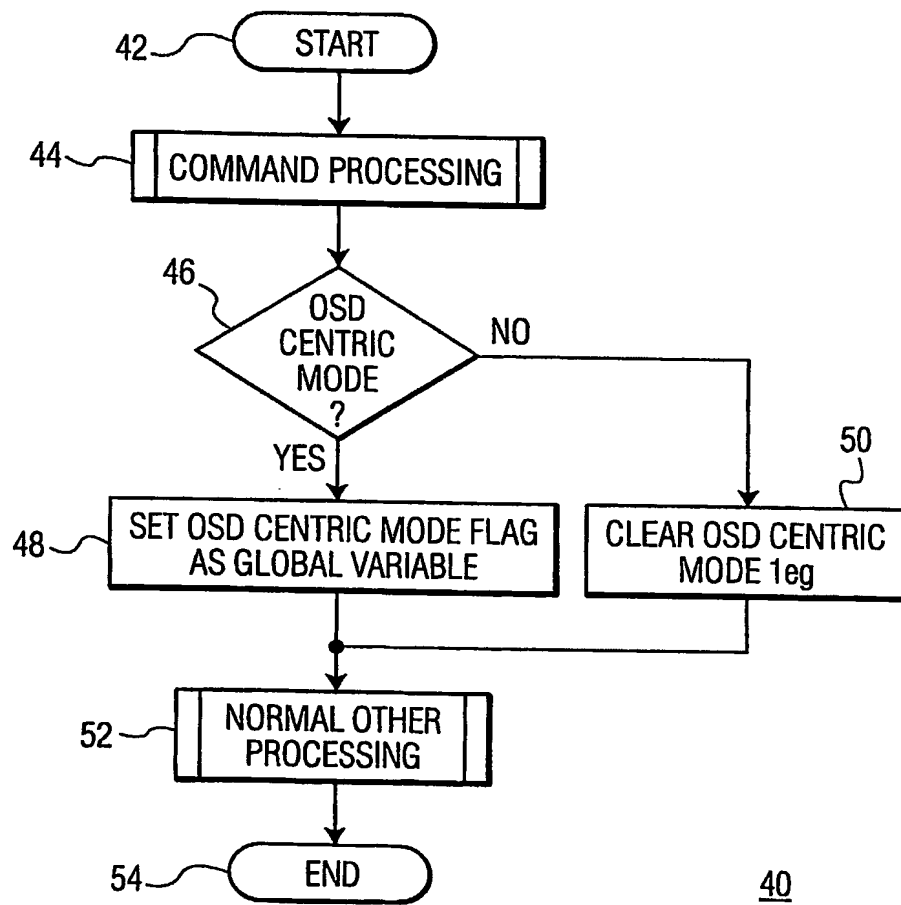 42
START
44
COMMAND PROCESSING
46
OSD
CENTRIC
MODE
?
NO
YES
50
48
SET OSD CENTRIC MODE FLAG
AS GLOBAL VARIABLE
CLEAR OSD CENTRIC
MODE 1eg
52
NORMAL OTHER
PROCESSING
54
END
40